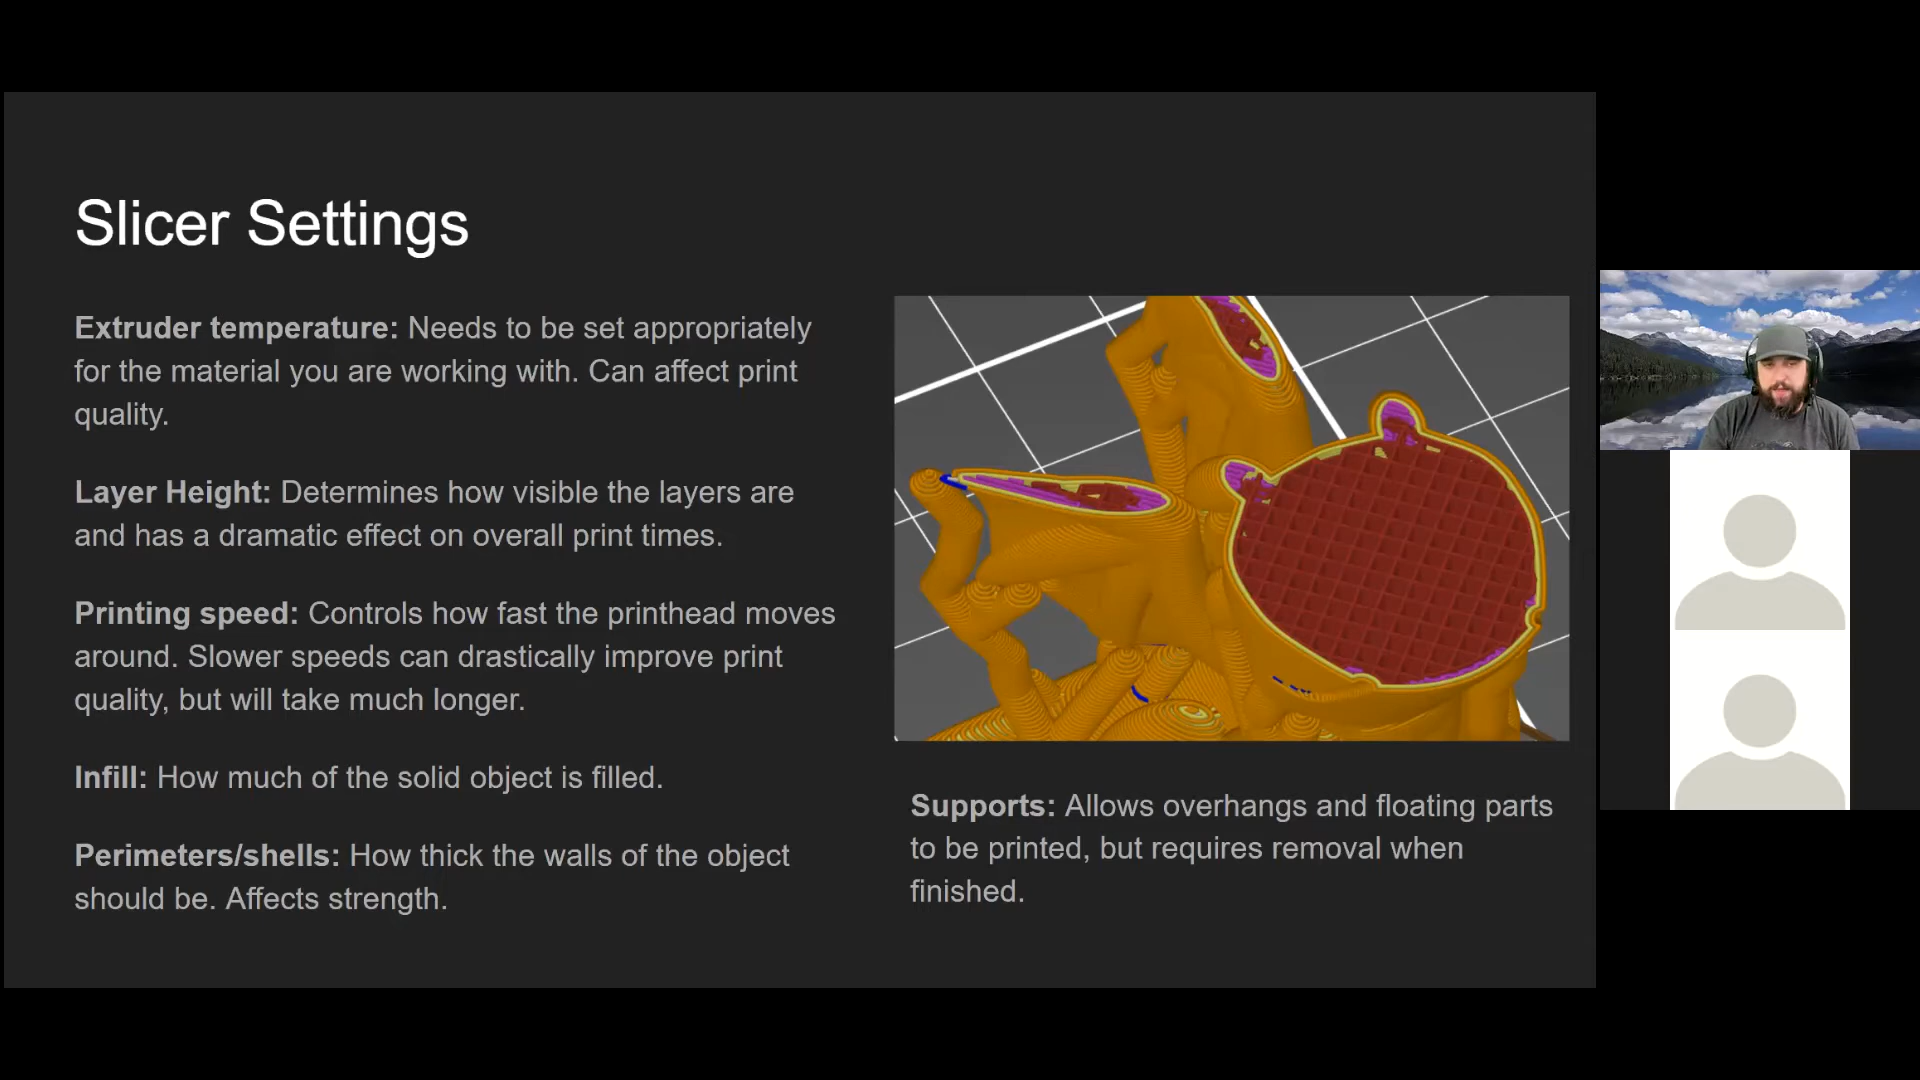 Slicer Settings
Extruder temperature: Needs to be set appropriately
for the material you are working with. Can affect print
quality.
Layer Height: Determines how visible the layers are
and has a dramatic effect on overall print times.
Printing speed: Controls how fast the printhead moves
around. Slower speeds can drastically improve print
quality, but will take much longer.
Infill: How much of the solid object is filled.
Perimeters/shells: How thick the walls of the object
should be. Affects strength.
Supports: Allows overhangs and floating parts
to be printed, but requires removal when
finished.